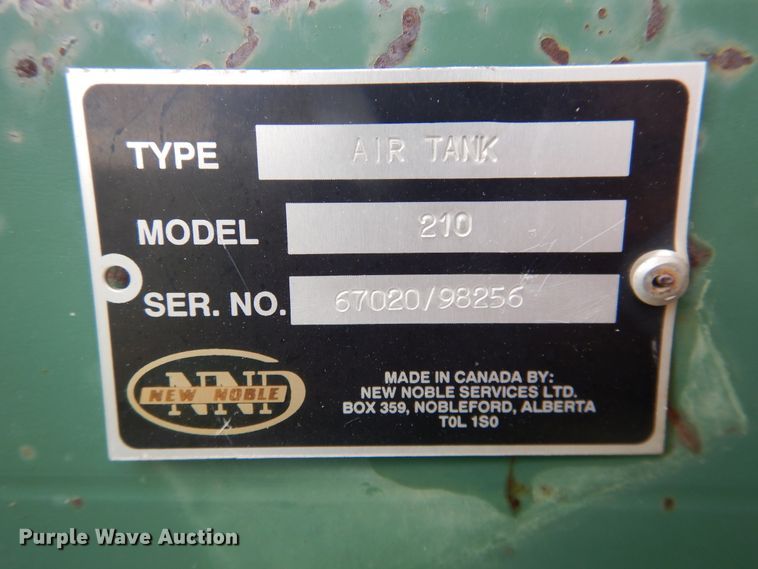 TYPE AIR TANK
MODEL 210
SER. NO. 67020/98256
NEW NOBLE
MADE IN CANADA BY:
NEW NOBLE SERVICES LTD.
BOX 359, NOBLEFORD, ALBERTA
T0L 1S0
Purple Wave Auction